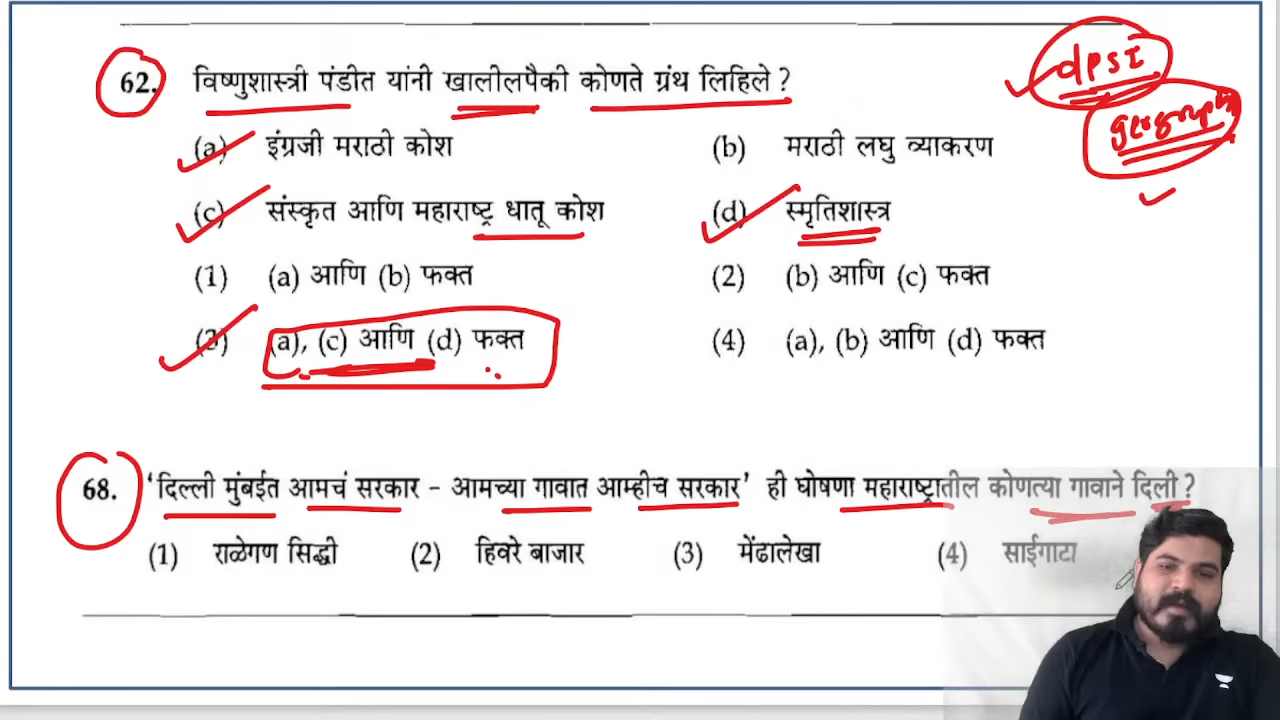 62. विष्णुशास्त्री पंडीत यांनी खालीलपैकी कोणते ग्रंथ लिहिले ?
(a) इंग्रजी मराठी कोश (b) मराठी लघु व्याकरण
(c) संस्कृत आणि महाराष्ट्र धातू कोश (d) स्मृतिशास्त्र
(1) (a) आणि (b) फक्त (2) (b) आणि (c) फक्त
(3) (a), (c) आणि (d) फक्त (4) (a), (b) आणि (d) फक्त
dpsI
geography
68. 'दिल्ली मुंबईत आमचं सरकार - आमच्या गावात आम्हीच सरकार' ही घोषणा महाराष्ट्रातील कोणत्या गावाने दिली ?
(1) राळेगण सिद्धी (2) हिवरे बाजार (3) मेंढालेखा (4) साईगाटा